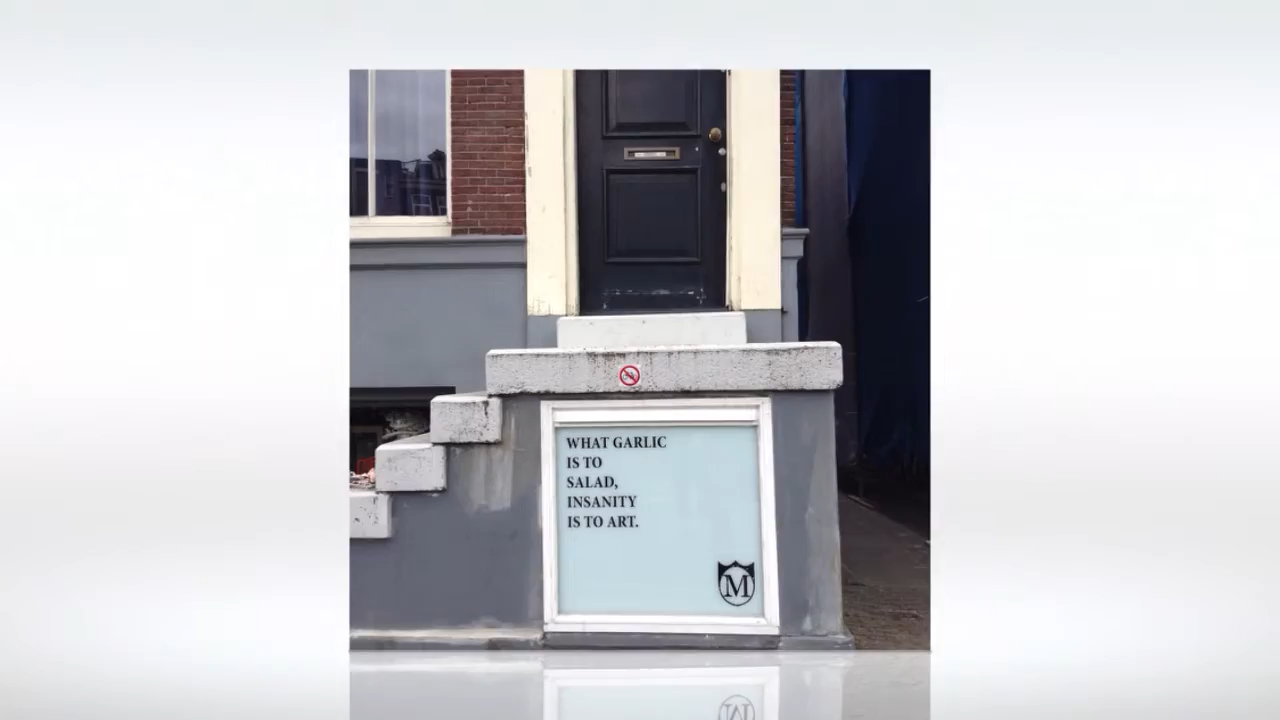 WHAT GARLIC
IS TO
SALAD,
INSANITY
IS TO ART.
M